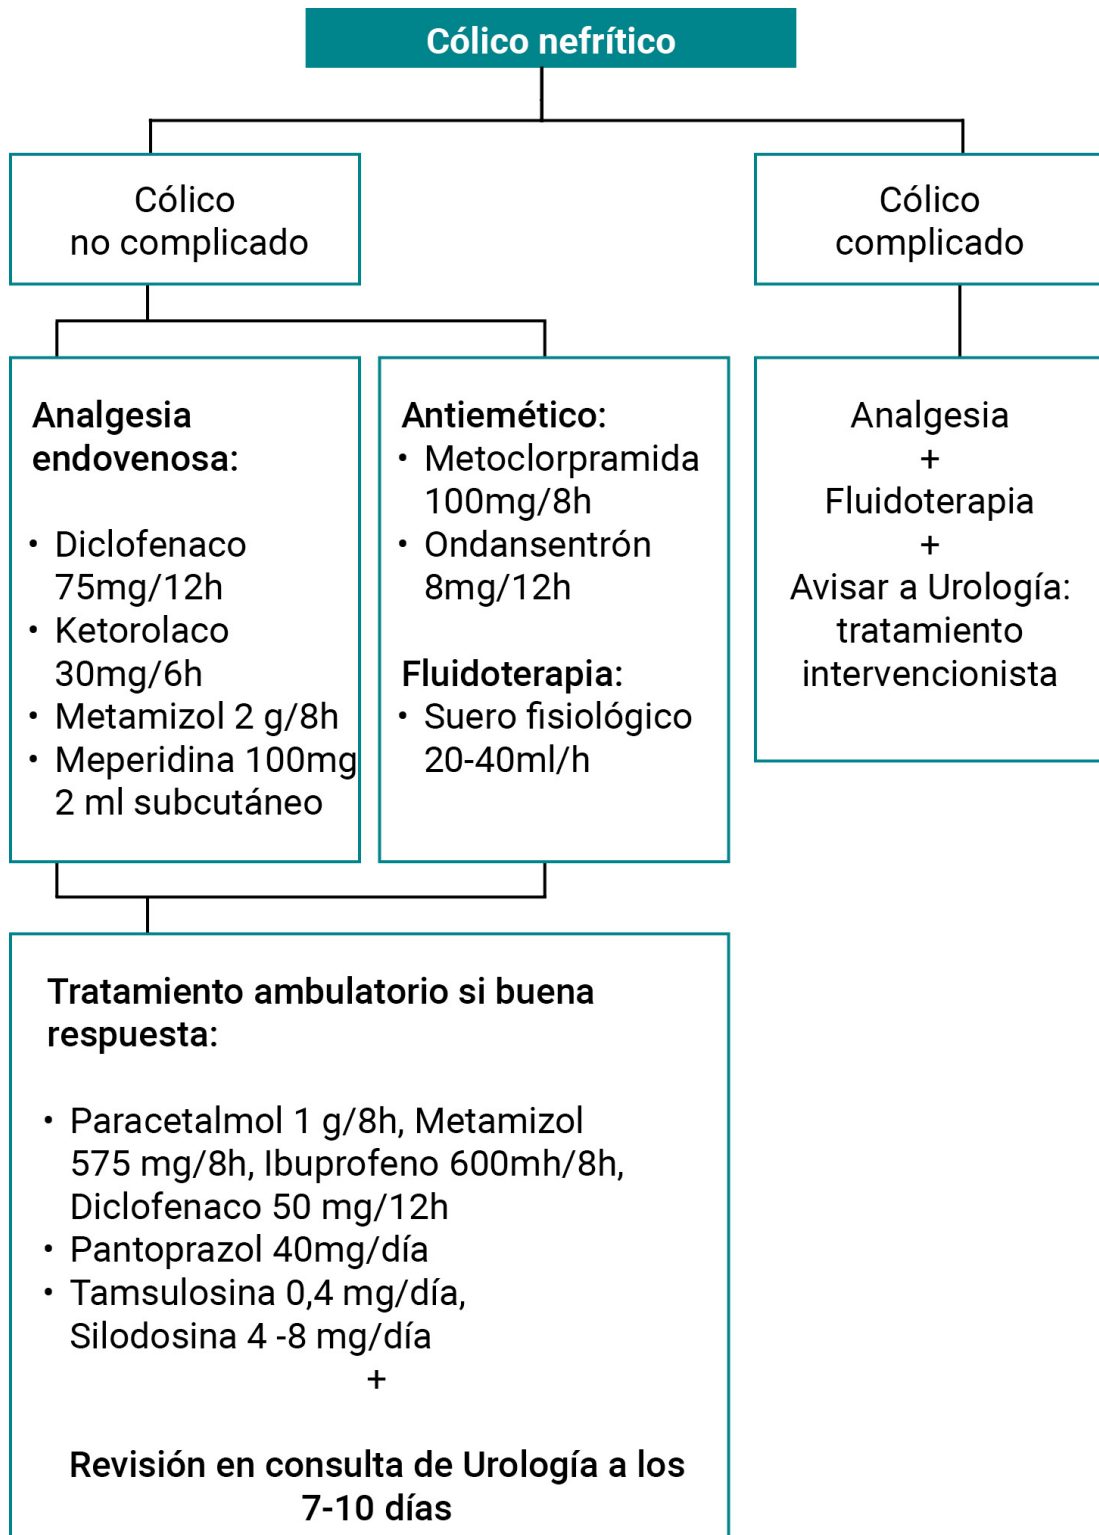 Cólico nefrítico
Cólico
no complicado
Cólico
complicado
Analgesia
endovenosa:
• Diclofenaco
75mg/12h
• Ketorolaco
30mg/6h
• Metamizol 2 g/8h
• Meperidina 100mg
2 ml subcutáneo
Antiemético:
• Metoclorpramida
100mg/8h
• Ondansentrón
8mg/12h
Fluidoterapia:
• Suero fisiológico
20-40ml/h
Analgesia
+
Fluidoterapia
+
Avisar a Urología:
tratamiento
intervencionista
Tratamiento ambulatorio si buena
respuesta:
• Paracetalmol 1 g/8h, Metamizol
575 mg/8h, Ibuprofeno 600mh/8h,
Diclofenaco 50 mg/12h
• Pantoprazol 40mg/día
• Tamsulosina 0,4 mg/día,
Silodosina 4 -8 mg/día
+
Revisión en consulta de Urología a los
7-10 días